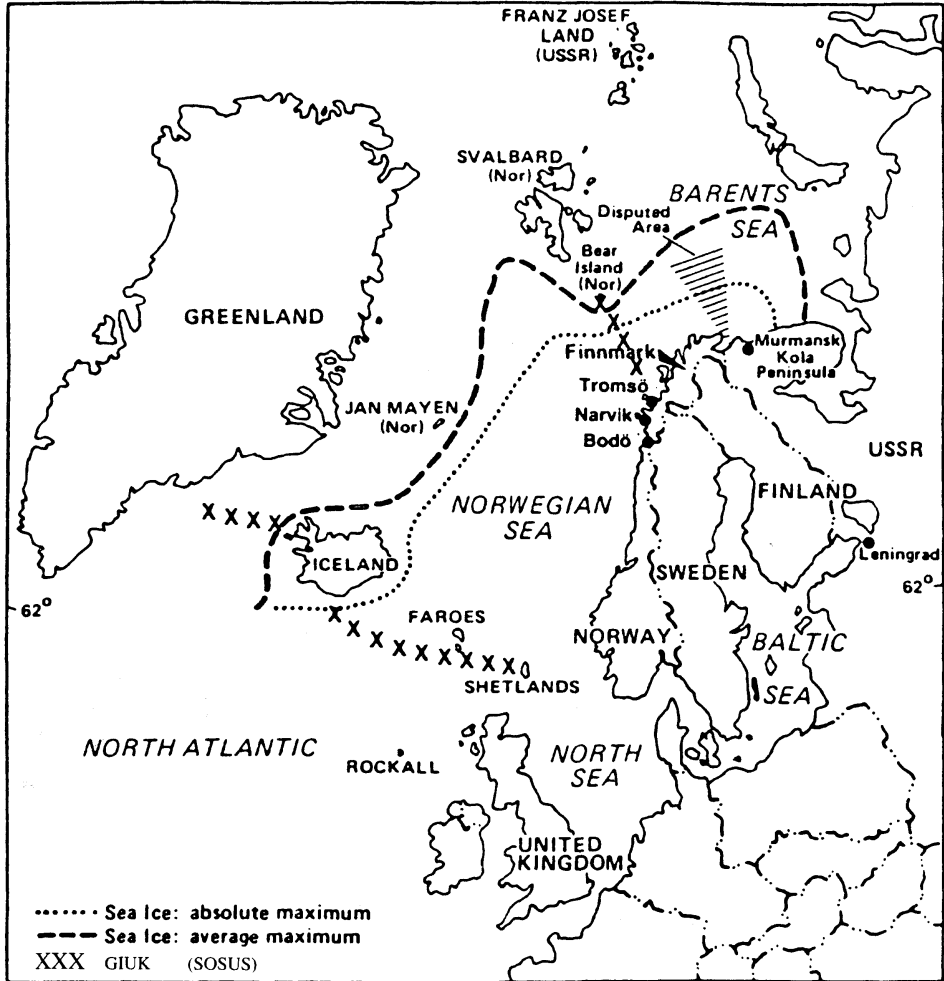 FRANZ JOSEF
LAND
(USSR)
SVALBARD
(Nor)
BARENTS
SEA
Disputed
Area
Bear
Island
(Nor)
GREENLAND
Finnmark
Murmansk
Kola
Peninsula
Tromsö
JAN MAYEN
(Nor)
Narvik
Bodö
USSR
NORWEGIAN
SEA
FINLAND
ICELAND
Leningrad
SWEDEN
62°
62°
FAROES
NORWAY
BALTIC
SEA
SHETLANDS
NORTH ATLANTIC
ROCKALL
NORTH
SEA
UNITED
KINGDOM
Sea Ice: absolute maximum
Sea Ice: average maximum
XXX GIUK (SOSUS)